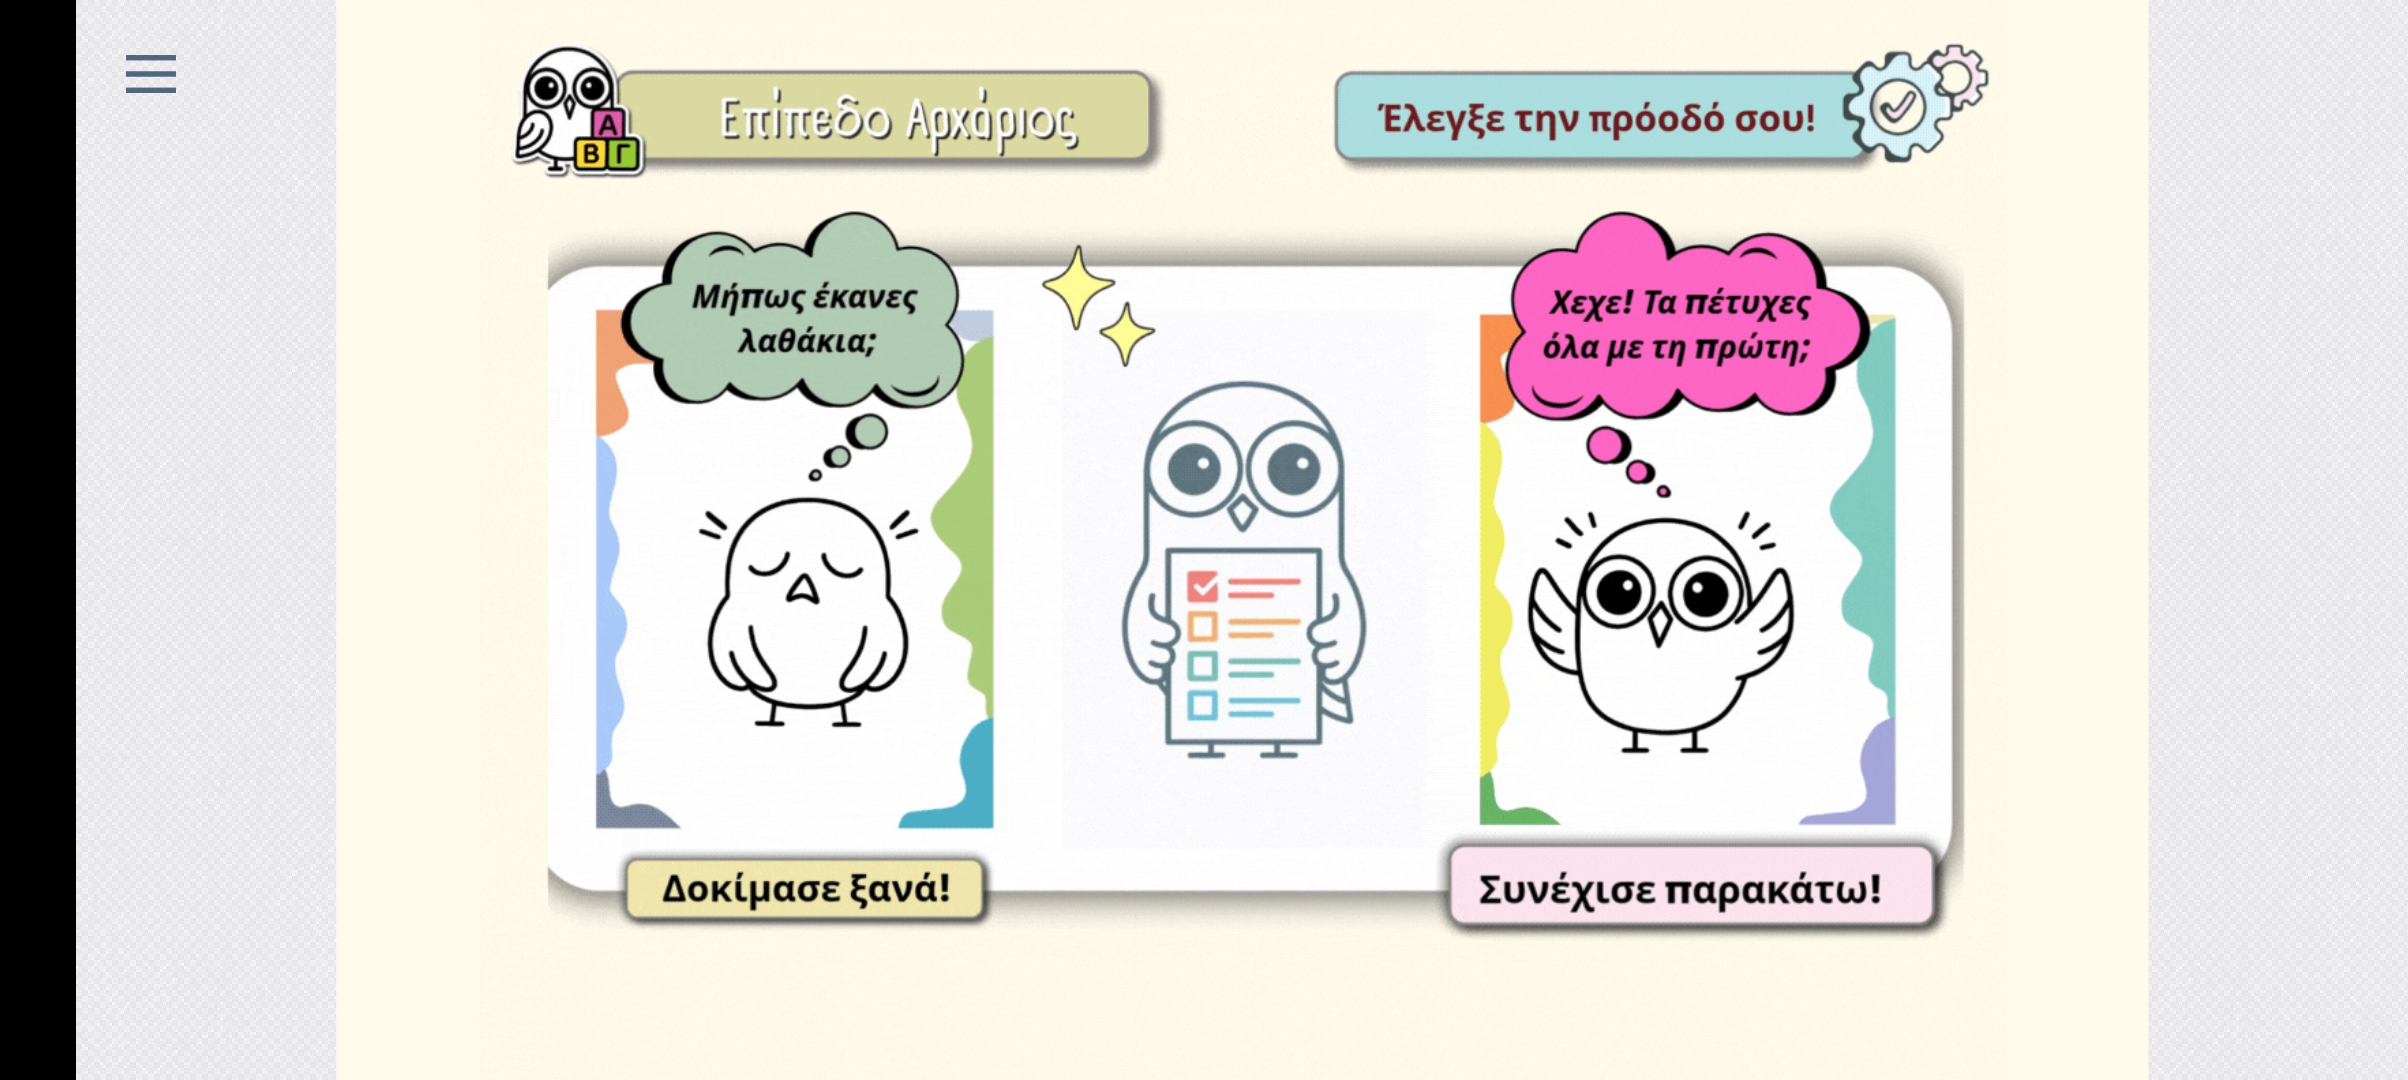 Α
Β Γ
Επίπεδο Αρχάριος
Έλεγξε την πρόοδό σου!
Μήπως έκανες
λαθάκια;
Χεχε! Τα πέτυχες
όλα με τη πρώτη;
Δοκίμασε ξανά!
Συνέχισε παρακάτω!